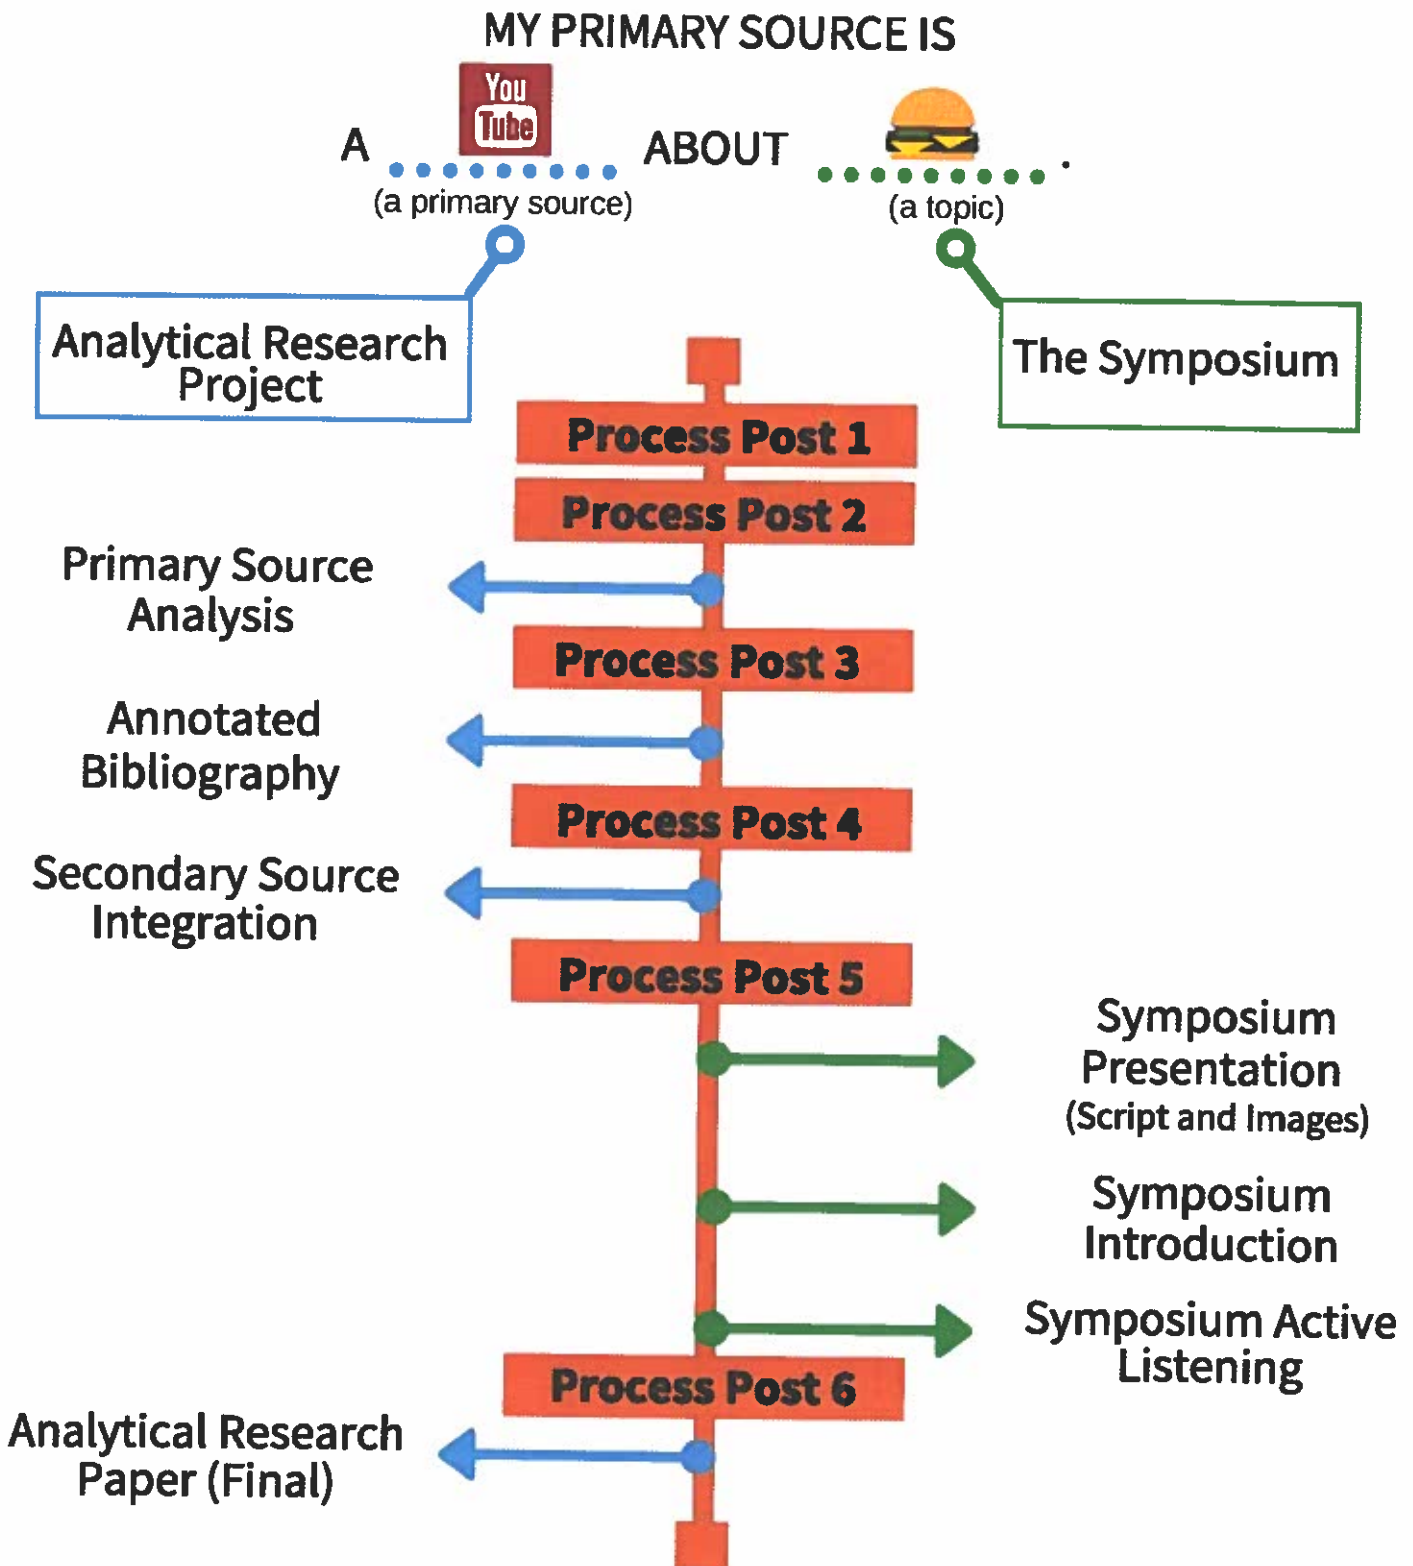 MY PRIMARY SOURCE IS
You
Tube
A
ABOUT
.
(a primary source)
(a topic)
Analytical Research
Project
The Symposium
Process Post 1
Process Post 2
Primary Source
Analysis
Process Post 3
Annotated
Bibliography
Process Post 4
Secondary Source
Integration
Process Post 5
Symposium
Presentation
(Script and Images)
Symposium
Introduction
Symposium Active
Listening
Process Post 6
Analytical Research
Paper (Final)